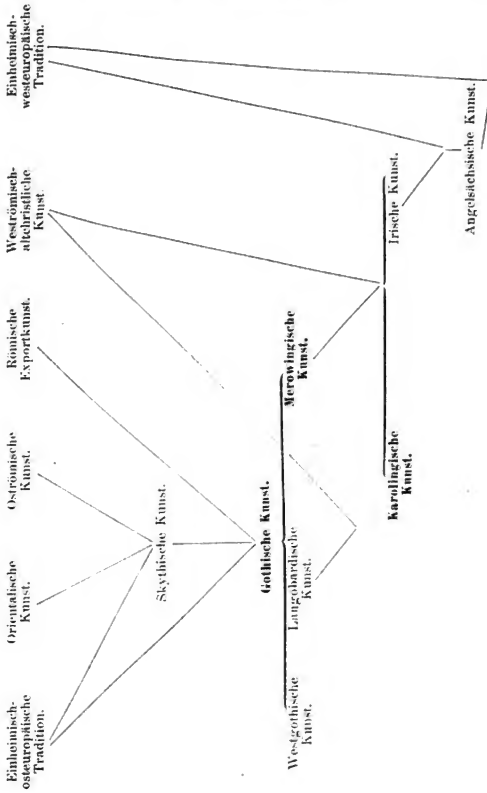 Einheimisch-
osteuropäische
Tradition.
Orientalische
Kunst.
Oströmische
Kunst.
Römische
Exportkunst.
Weströmisch-
altchristliche
Kunst.
Einheimisch-
westeuropäische
Tradition.
Skythische Kunst.
Gothische Kunst.
Westgothische
Kunst.
Langobardische
Kunst.
Merowingische
Kunst.
Karolingische
Kunst.
Irische Kunst.
Angelsächsische Kunst.